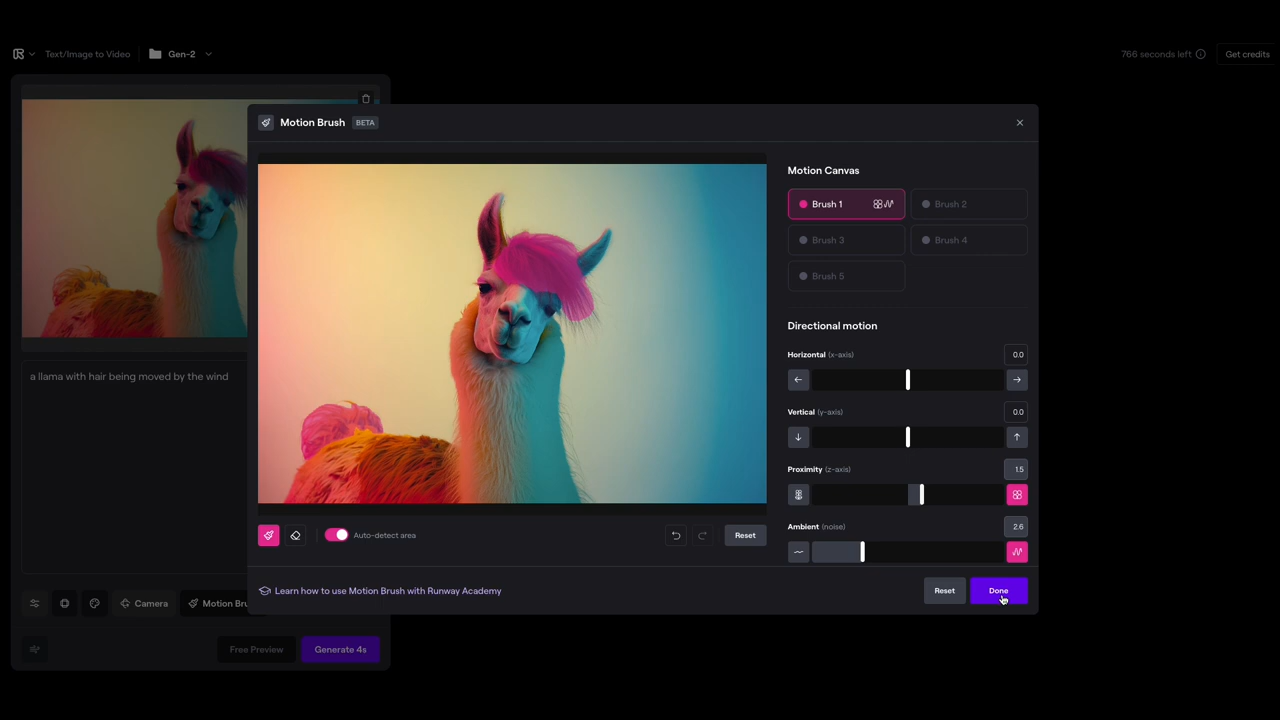 Text/Image to Video
Gen-2
766 seconds left
Get credits
Motion Brush
BETA
Motion Canvas
Brush 1
Brush 2
Brush 3
Brush 4
Brush 5
Directional motion
Horizontal (x-axis)
0.0
Vertical (y-axis)
0.0
Proximity (z-axis)
1.5
Ambient (noise)
2.6
Auto-detect area
Reset
Learn how to use Motion Brush with Runway Academy
Reset
Done
a llama with hair being moved by the wind
Camera
Motion Bru
Free Preview
Generate 4s